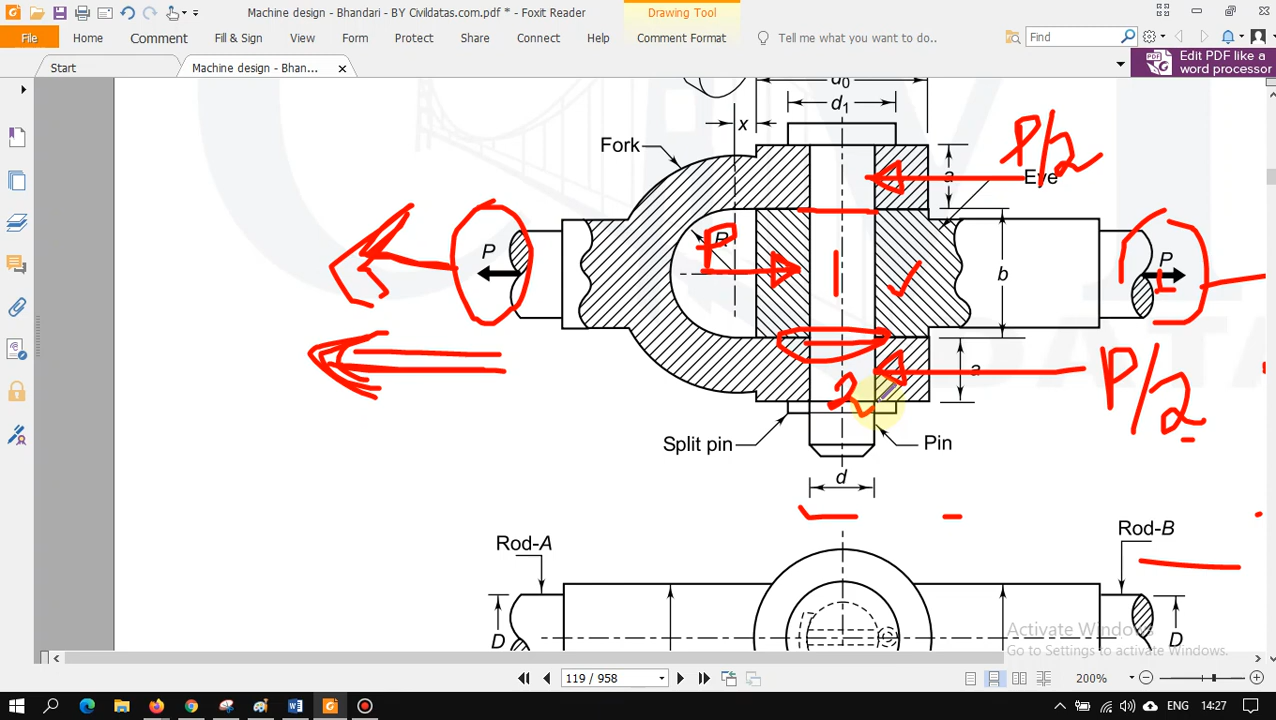 Machine design - Bhandari - BY Civildatas.com.pdf * - Foxit Reader
Drawing Tool
File
Home
Comment
Fill & Sign
View
Form
Protect
Share
Connect
Help
Comment Format
Tell me what you want to do..
Find
Start
Machine design - Bhan...
Edit PDF like a
word processor
d0
d1
x
Fork
P/2
a
Eye
R
P
P
P
1
b
a
P/2
2
Split pin
Pin
d
Rod-A
Rod-B
D
D
Activate Windows
Go to Settings to activate Windows.
119 / 958
200%
ENG
14:27